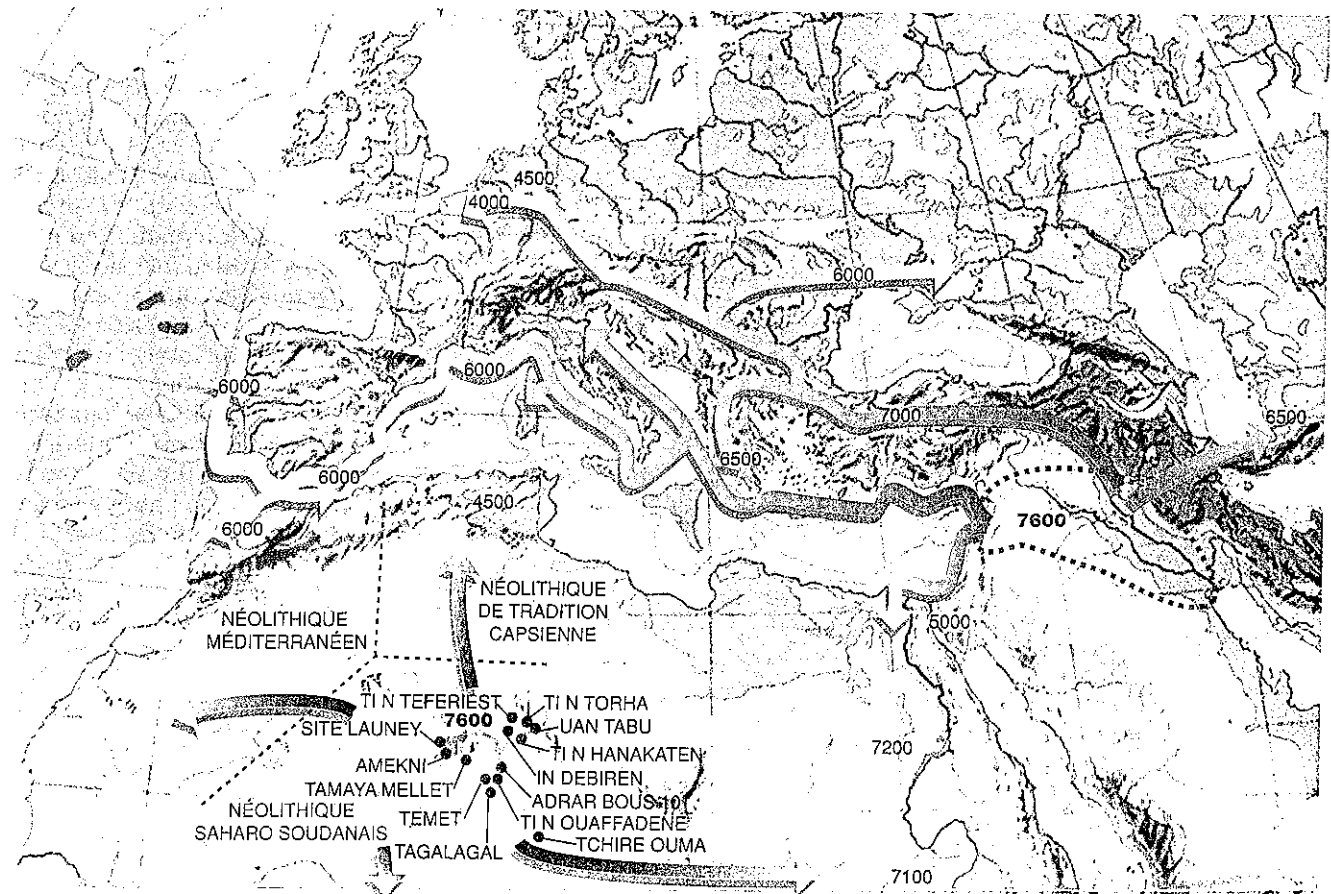 4500
4000
6000
6000
6000
7000
6500
6500
6000
4500
6000
7600
NÉOLITHIQUE
DE TRADITION
CAPSIENNE
NÉOLITHIQUE
MÉDITERRANÉEN
5000
TI N TEFERIEST
TI N TORHA
7600
UAN TABU
SITE LAUNEY
TI N HANAKATEN
7200
AMEKNI
IN DEBIREN
TAMAYA MELLET
ADRAR BOUS 10
NÉOLITHIQUE
SAHARO SOUDANAIS
TEMET
TI N OUAFFADENE
TCHIRE OUMA
TAGALAGAL
7100